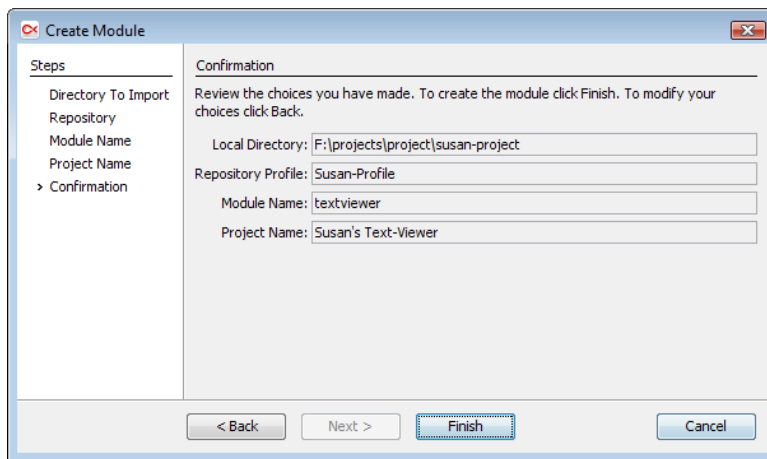 Create Module
Steps
Directory To Import
Repository
Module Name
Project Name
> Confirmation
Confirmation
Review the choices you have made. To create the module click Finish. To modify your
choices click Back.
Local Directory: F:\projects\project\susan-project
Repository Profile: Susan-Profile
Module Name: textviewer
Project Name: Susan's Text-Viewer
< Back Next > Finish Cancel